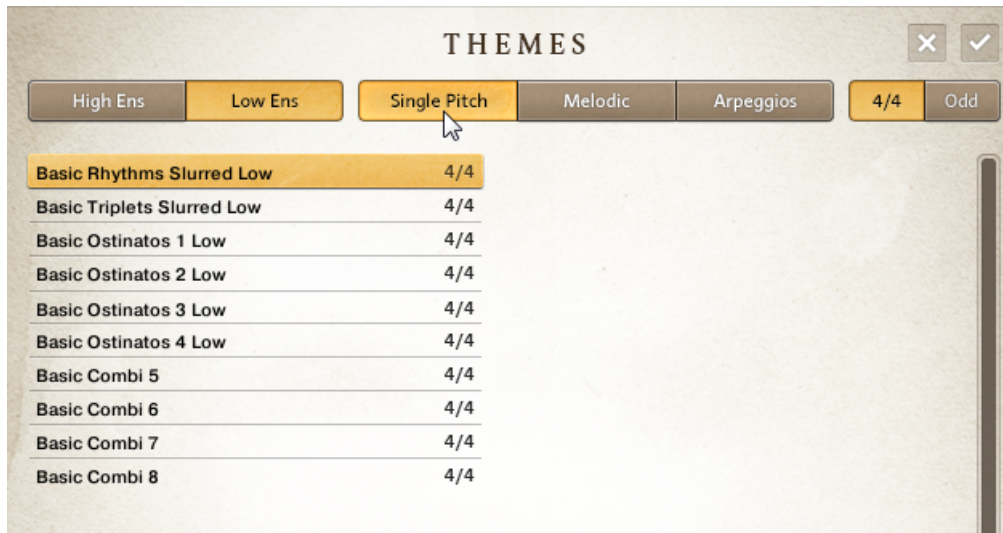 THEMES
High Ens Low Ens Single Pitch Melodic Arpeggios 4/4 Odd
Basic Rhythms Slurred Low 4/4
Basic Triplets Slurred Low 4/4
Basic Ostinatos 1 Low 4/4
Basic Ostinatos 2 Low 4/4
Basic Ostinatos 3 Low 4/4
Basic Ostinatos 4 Low 4/4
Basic Combi 5 4/4
Basic Combi 6 4/4
Basic Combi 7 4/4
Basic Combi 8 4/4